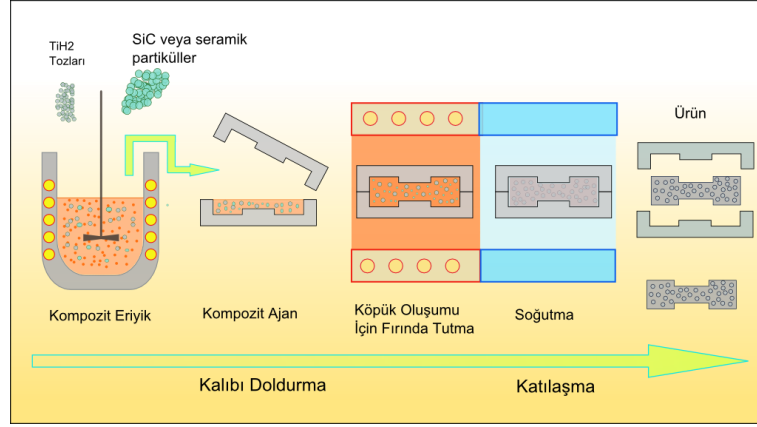 TiH2
Tozları
SiC veya seramik
partiküller
Ürün
Kompozit Eriyik
Kompozit Ajan
Köpük Oluşumu
İçin Fırında Tutma
Soğutma
Kalıbı Doldurma
Katılaşma